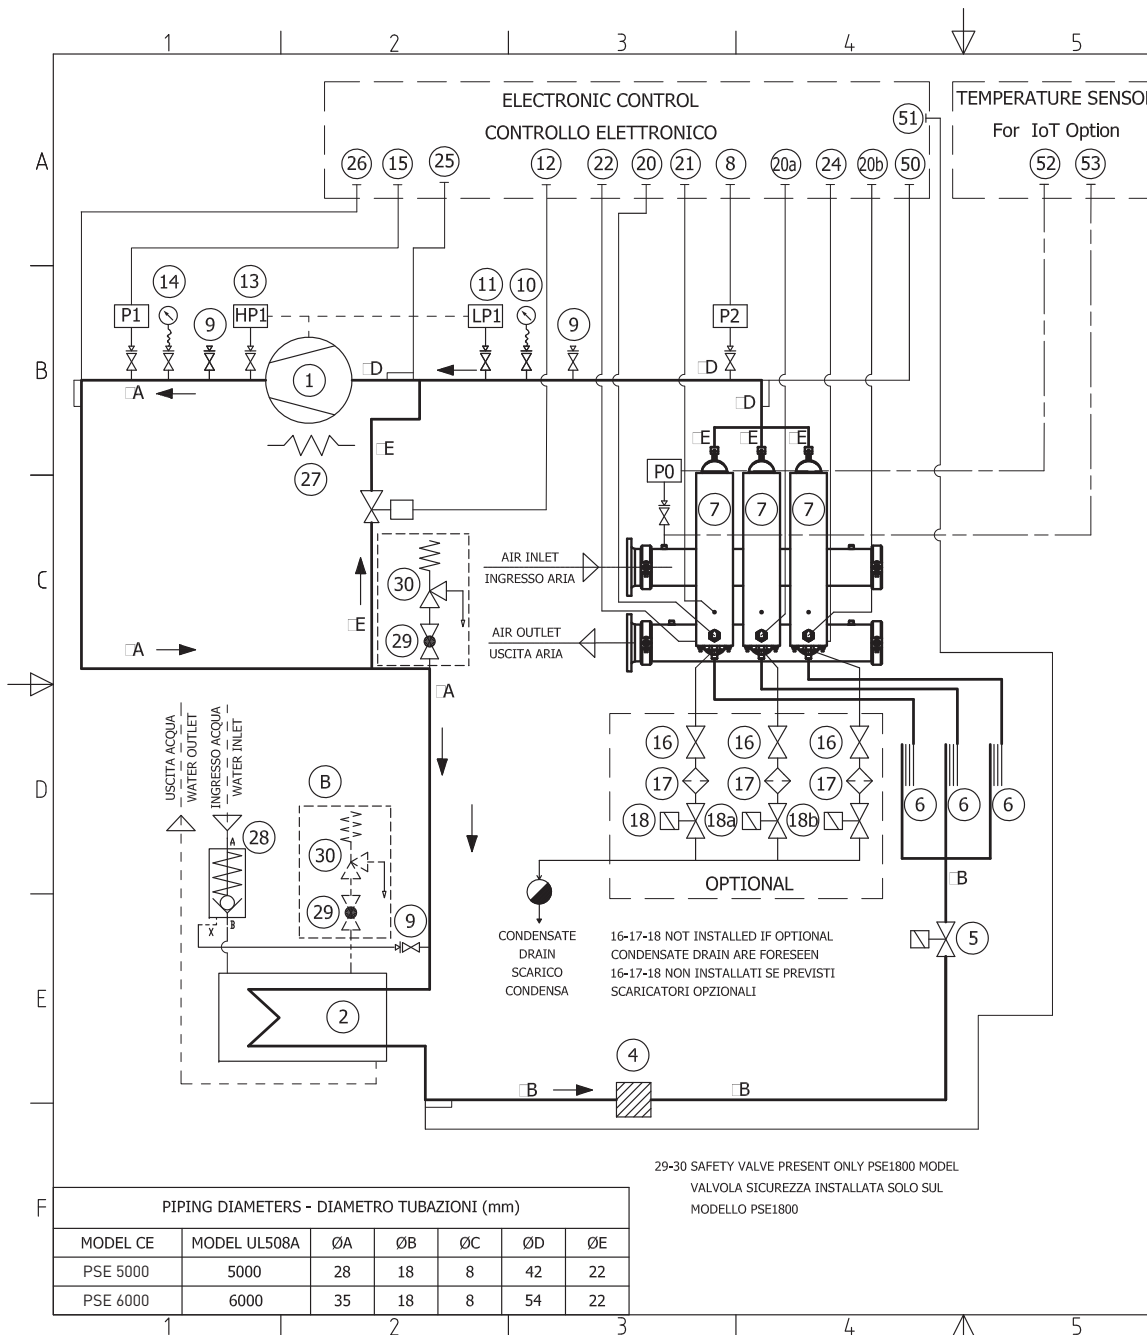 1 2 3 4 5
ELECTRONIC CONTROL
CONTROLLO ELETTRONICO
51
TEMPERATURE SENSOR
For IoT Option
A
26 15 25 12 22 20 21 8 20a 24 20b 50 52 53
14 13 11 10
P1 9 HP1 LP1 9 P2
B
1
□D □D
□A
□D
□E
□E □E □E
27
P0
7 7 7
C
AIR INLET
INGRESSO ARIA
30
□E
29
AIR OUTLET
USCITA ARIA
□A
□A
USCITA ACQUA
WATER OUTLET
INGRESSO ACQUA
WATER INLET
16 16 16
D
B
17 17 17
6 6 6
18 18a 18b
28
A
30
OPTIONAL
□B
29
9
X
B
5
CONDENSATE
DRAIN
SCARICO
CONDENSA
16-17-18 NOT INSTALLED IF OPTIONAL
CONDENSATE DRAIN ARE FORESEEN
16-17-18 NON INSTALLATI SE PREVISTI
SCARICATORI OPZIONALI
E
2
4
□B □B
29-30 SAFETY VALVE PRESENT ONLY PSE1800 MODEL
VALVOLA SICUREZZA INSTALLATA SOLO SUL
MODELLO PSE1800
F
PIPING DIAMETERS - DIAMETRO TUBAZIONI (mm)
MODEL CE MODEL UL508A ØA ØB ØC ØD ØE
PSE 5000 5000 28 18 8 42 22
PSE 6000 6000 35 18 8 54 22
1 2 3 4 5